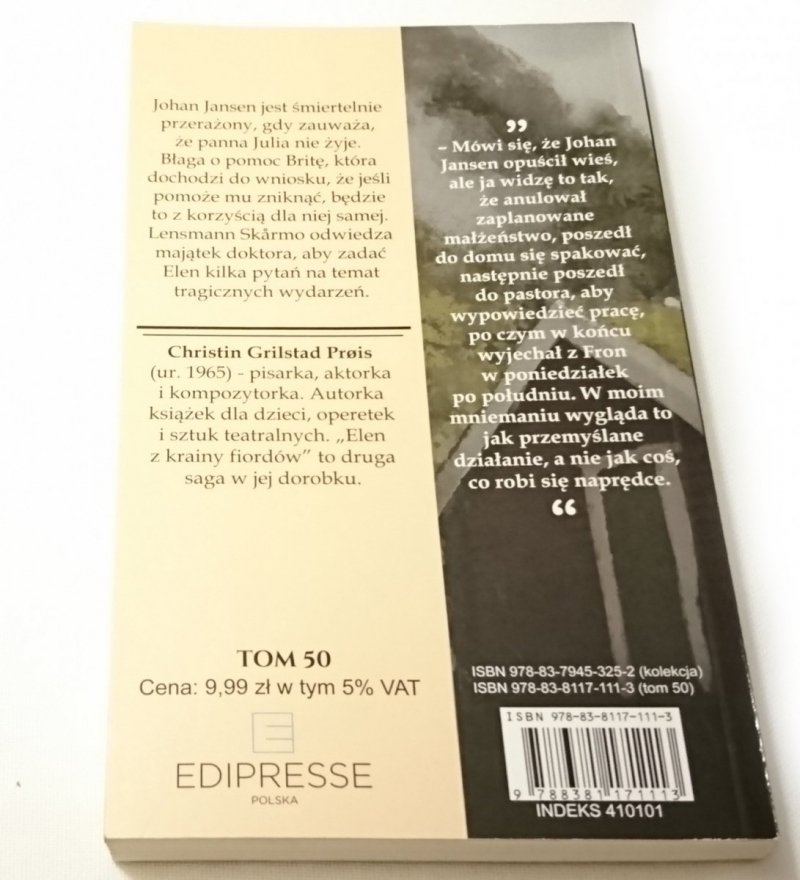 Johan Jansen jest śmiertelnie
przerażony, gdy zauważa,
że panna Julia nie żyje.
Błaga o pomoc Britę, która
dochodzi do wniosku, że jeśli
pomoże mu zniknąć, będzie
to z korzyścią dla niej samej.
Lensmann Skårmo odwiedza
majątek doktora, aby zadać
Elen kilka pytań na temat
tragicznych wydarzeń.
Christin Grilstad Prøis
(ur. 1965) - pisarka, aktorka
i kompozytorka. Autorka
książek dla dzieci, operetek
i sztuk teatralnych. „Elen
z krainy fiordów” to druga
saga w jej dorobku.
TOM 50
Cena: 9,99 zł w tym 5% VAT
E
EDIPRESSE
POLSKA
”
– Mówi się, że Johan
Jansen opuścił wieś,
ale ja widzę to tak,
że anulował
zaplanowane
małżeństwo, poszedł
do domu się spakować,
następnie poszedł
do pastora, aby
wypowiedzieć pracę,
po czym w końcu
wyjechał z Fron
w poniedziałek
po południu. W moim
mniemaniu wygląda to
jak przemyślane
działanie, a nie jak coś,
co robi się naprędce.
“
ISBN 978-83-7945-325-2 (kolekcja)
ISBN 978-83-8117-111-3 (tom 50)
ISBN 978-83-8117-111-3
9 788381 171113
INDEKS 410101